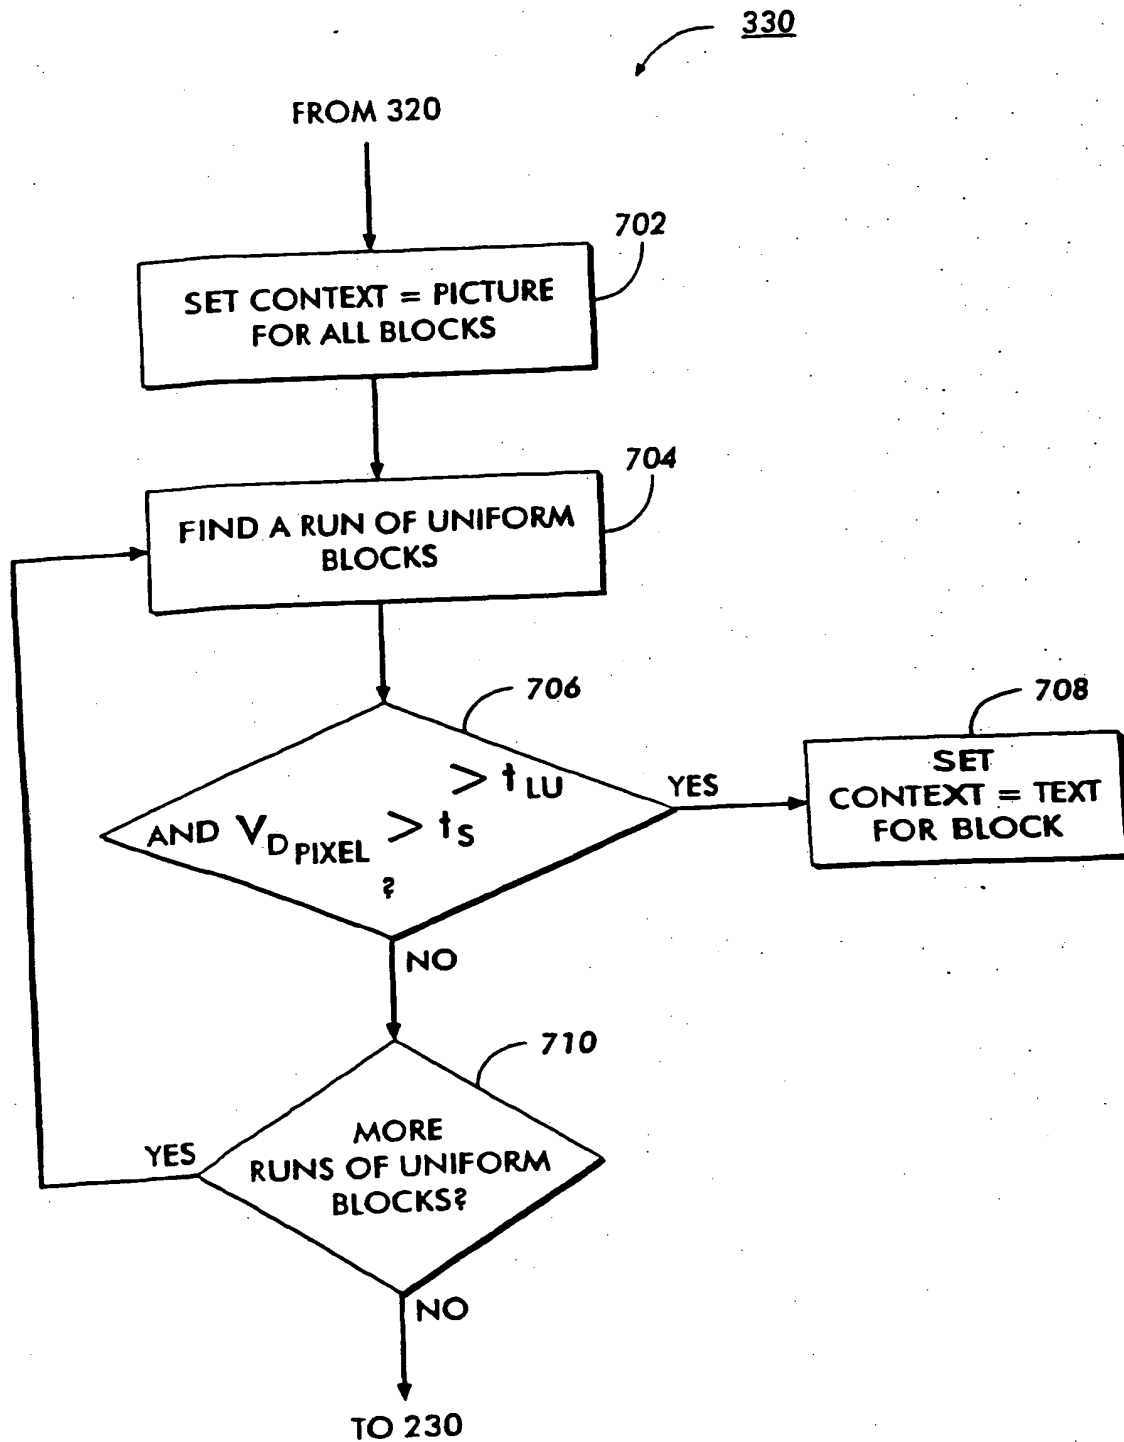 330
FROM 320
702
SET CONTEXT = PICTURE
FOR ALL BLOCKS
704
FIND A RUN OF UNIFORM
BLOCKS
706
> t LU
AND V D PIXEL > t S
?
YES
708
SET
CONTEXT = TEXT
FOR BLOCK
NO
710
MORE
RUNS OF UNIFORM
BLOCKS?
YES
NO
TO 230